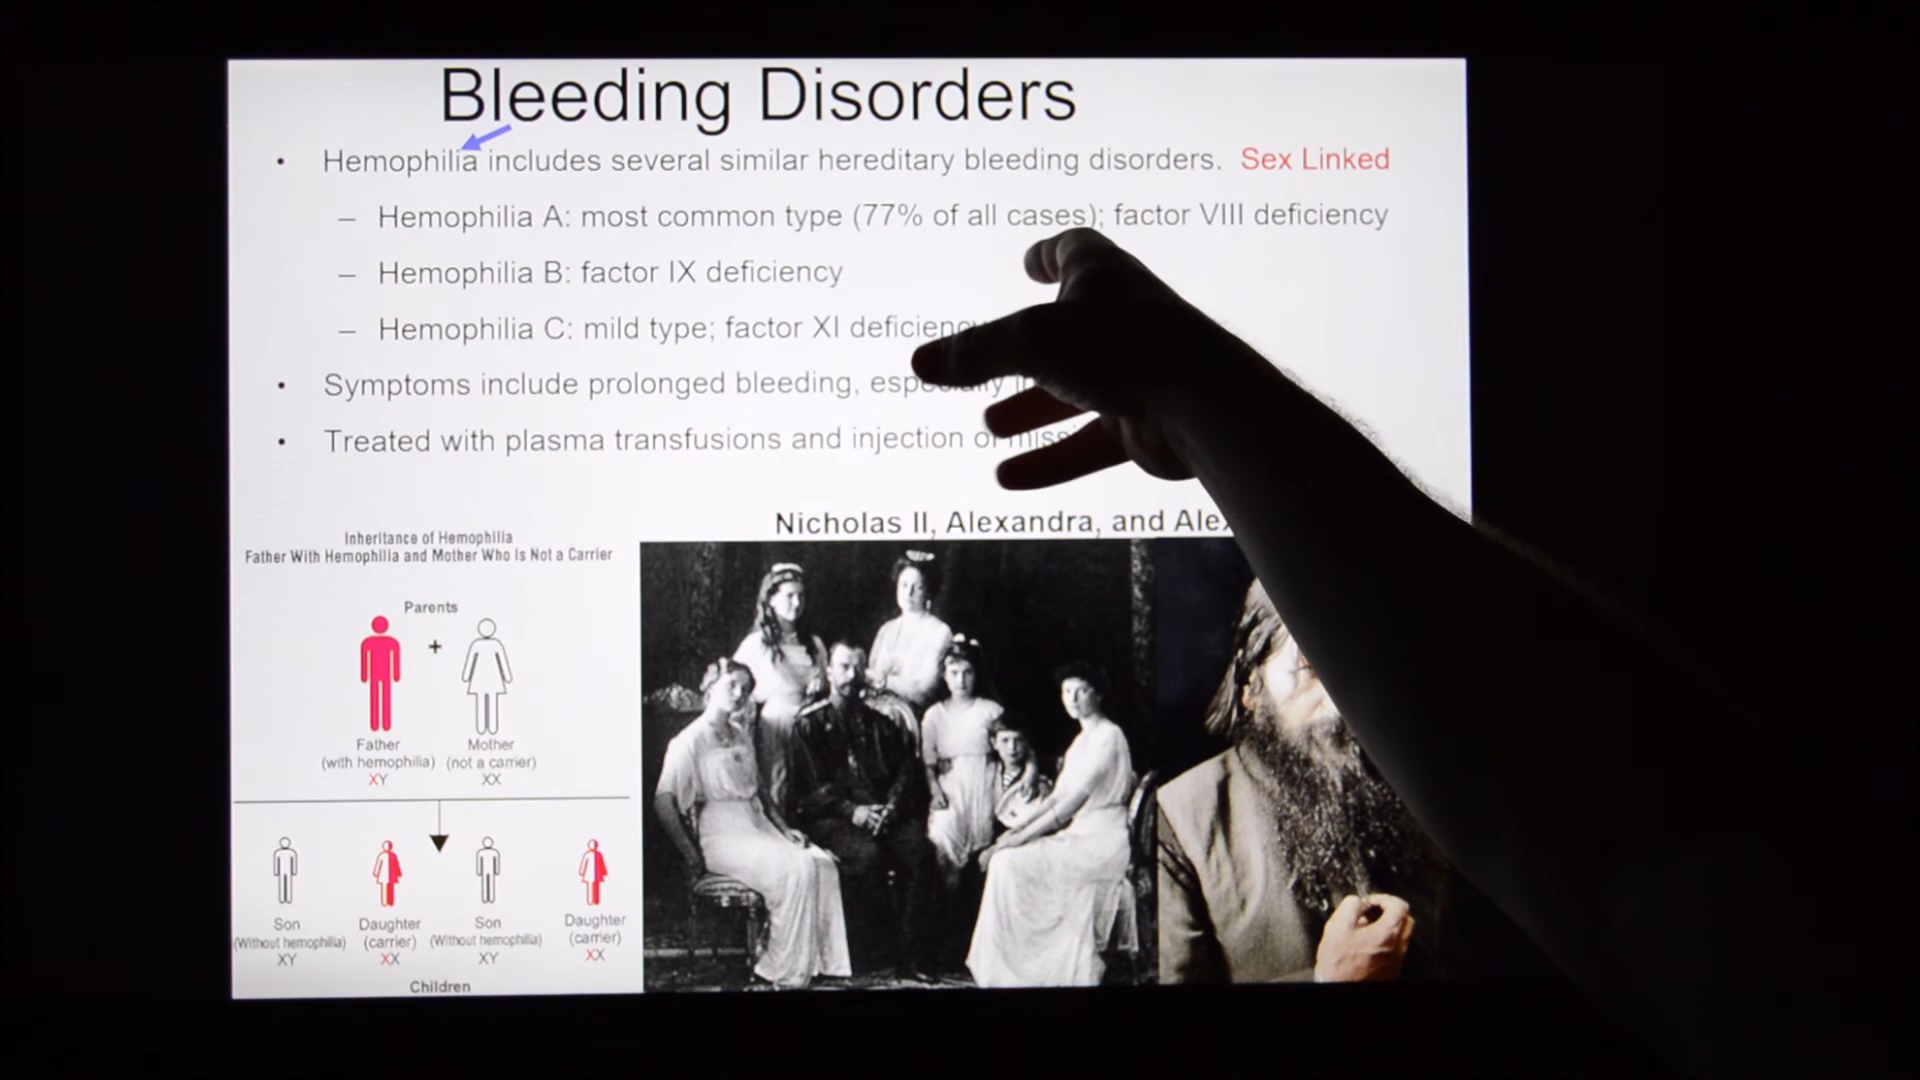 Bleeding Disorders
• Hemophilia includes several similar hereditary bleeding disorders. Sex Linked
– Hemophilia A: most common type (77% of all cases); factor VIII deficiency
– Hemophilia B: factor IX deficiency
– Hemophilia C: mild type; factor XI deficiency
• Symptoms include prolonged bleeding, especially
• Treated with plasma transfusions and injection of
Nicholas II, Alexandra, and
Inheritance of Hemophilia
Father With Hemophilia and Mother Who Is Not a Carrier
Parents
+
Father Mother
(with hemophilia) (not a carrier)
XY XX
Son Daughter Son Daughter
(Without hemophilia) (carrier) (Without hemophilia) (carrier)
XY XX XY XX
Children